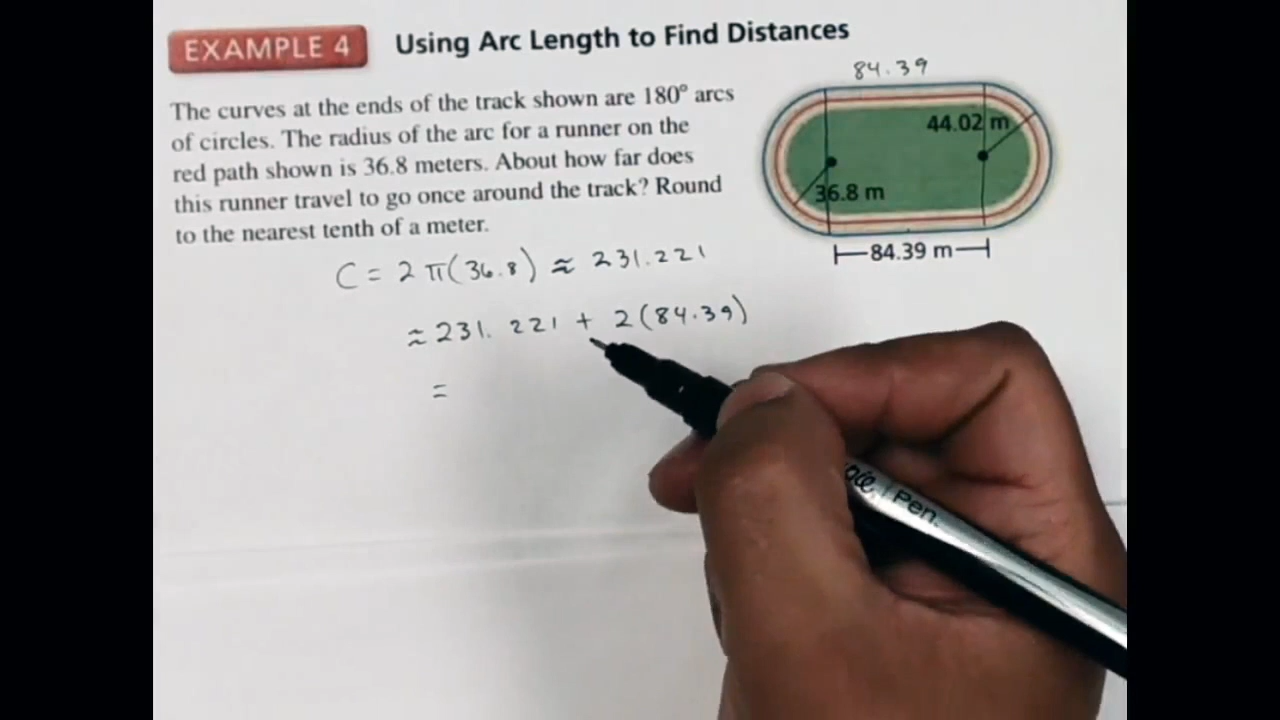 EXAMPLE 4 Using Arc Length to Find Distances
The curves at the ends of the track shown are 180° arcs
of circles. The radius of the arc for a runner on the
red path shown is 36.8 meters. About how far does
this runner travel to go once around the track? Round
to the nearest tenth of a meter.
84.39
44.02 m
36.8 m
84.39 m
C = 2π(36.8) ≈ 231.221
≈ 231.221 + 2(84.39)
=
Pen.